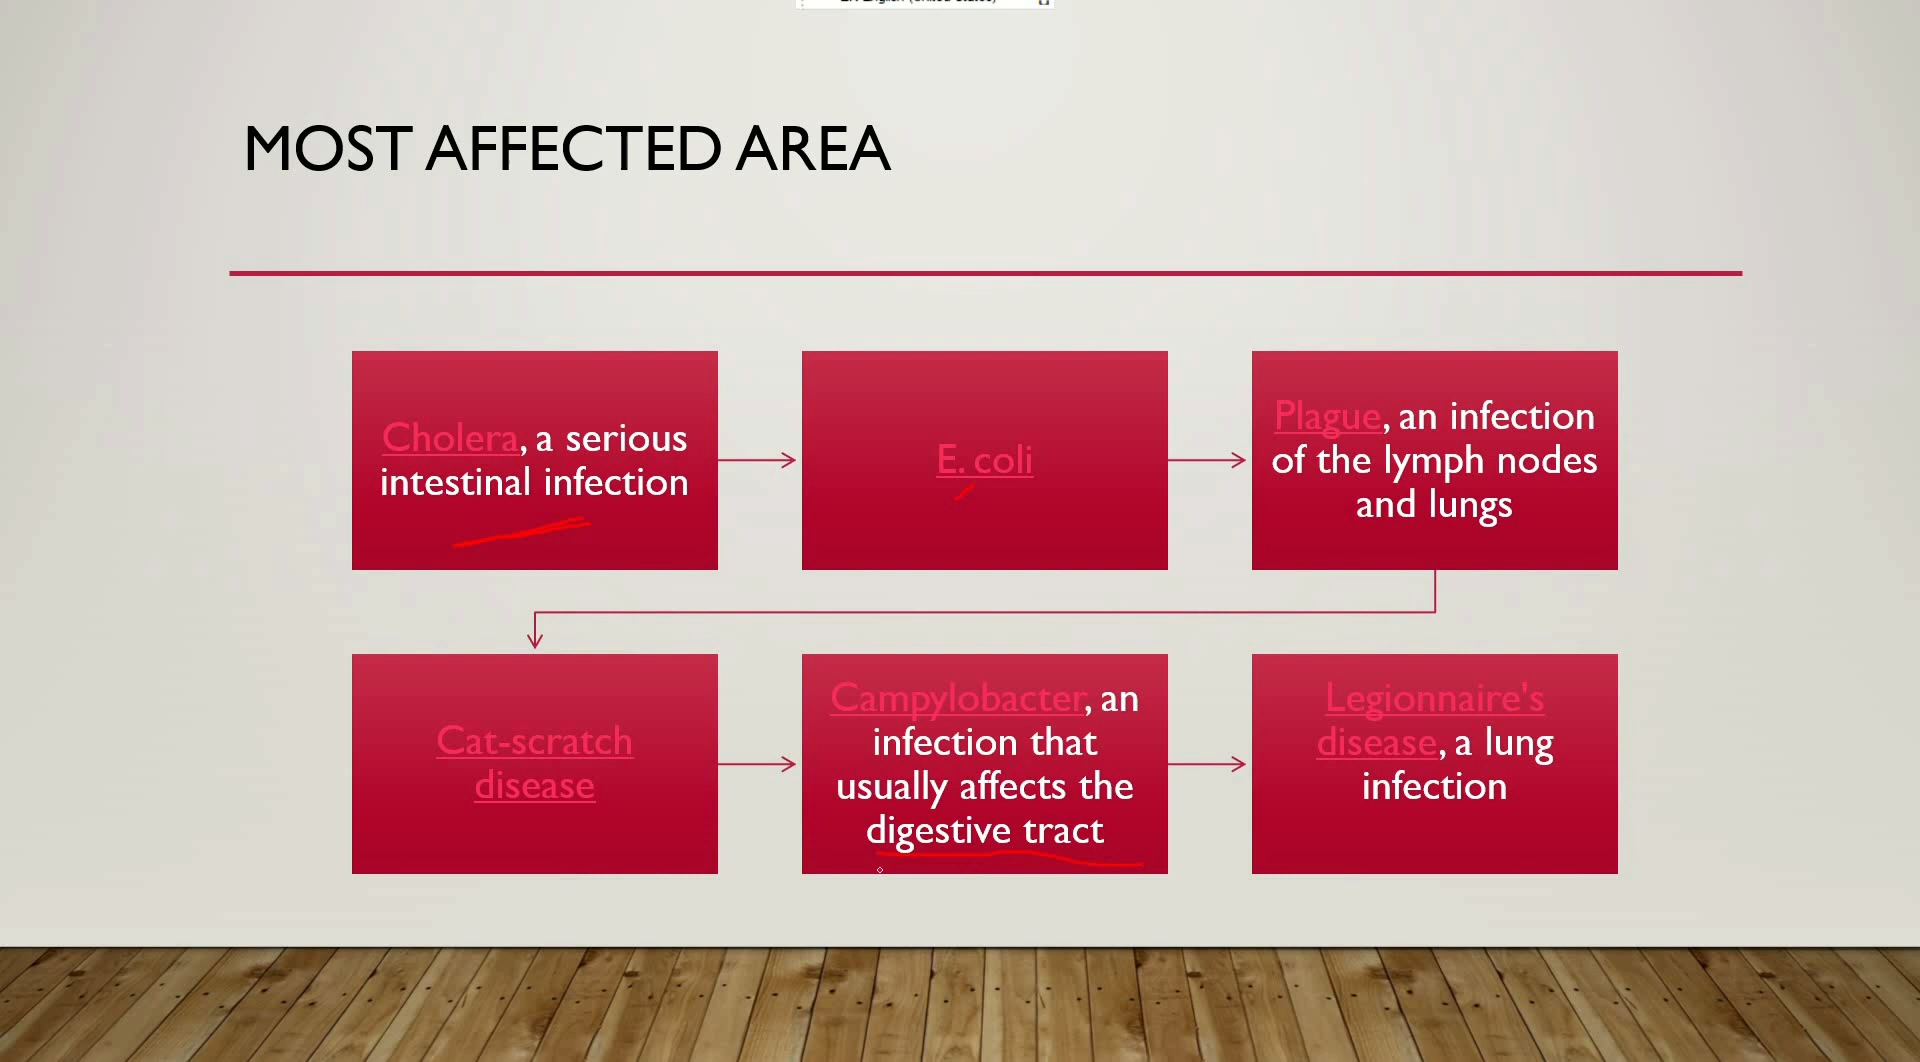 MOST AFFECTED AREA
Cholera, a serious
intestinal infection
E. coli
Plague, an infection
of the lymph nodes
and lungs
Cat-scratch
disease
Campylobacter, an
infection that
usually affects the
digestive tract
Legionnaire's
disease, a lung
infection